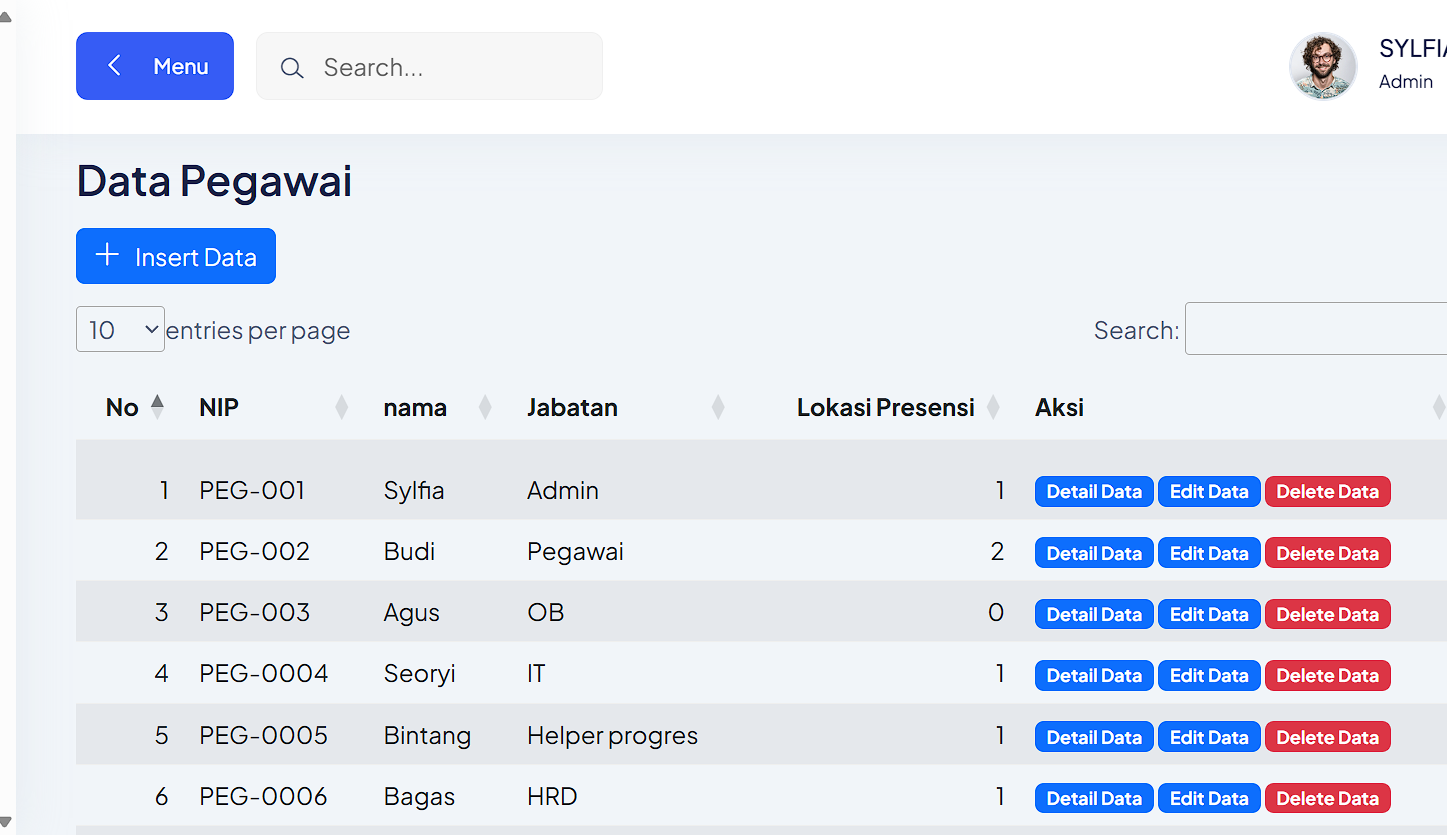 Menu
Search...
SYLFIA
Admin
Data Pegawai
Insert Data
10 entries per page
Search:
No NIP nama Jabatan Lokasi Presensi Aksi
1 PEG-001 Sylfia Admin 1 Detail Data Edit Data Delete Data
2 PEG-002 Budi Pegawai 2 Detail Data Edit Data Delete Data
3 PEG-003 Agus OB 0 Detail Data Edit Data Delete Data
4 PEG-0004 Seoryi IT 1 Detail Data Edit Data Delete Data
5 PEG-0005 Bintang Helper progres 1 Detail Data Edit Data Delete Data
6 PEG-0006 Bagas HRD 1 Detail Data Edit Data Delete Data